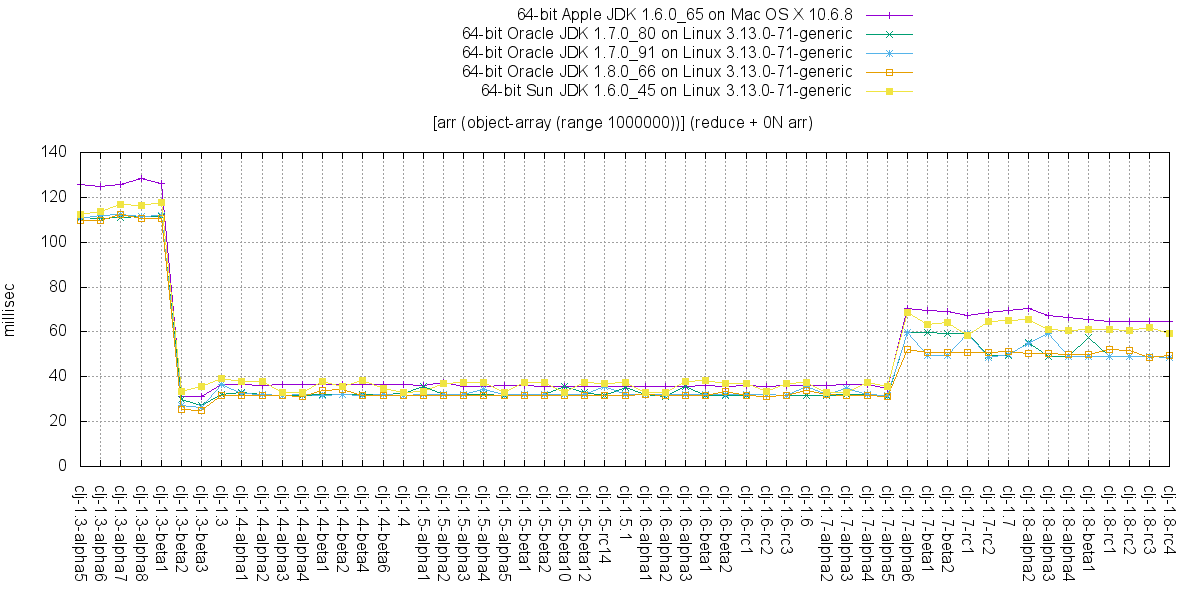 64-bit Apple JDK 1.6.0_65 on Mac OS X 10.6.8
64-bit Oracle JDK 1.7.0_80 on Linux 3.13.0-71-generic
64-bit Oracle JDK 1.7.0_91 on Linux 3.13.0-71-generic
64-bit Oracle JDK 1.8.0_66 on Linux 3.13.0-71-generic
64-bit Sun JDK 1.6.0_45 on Linux 3.13.0-71-generic
[arr (object-array (range 1000000))] (reduce + 0N arr)
140
120
100
80
60
40
20
0
millisec
clj-1.3-alpha5
clj-1.3-alpha6
clj-1.3-alpha7
clj-1.3-alpha8
clj-1.3-beta1
clj-1.3-beta2
clj-1.3-beta3
clj-1.3
clj-1.4-alpha1
clj-1.4-alpha2
clj-1.4-alpha3
clj-1.4-alpha4
clj-1.4-beta1
clj-1.4-beta2
clj-1.4-beta4
clj-1.4-beta6
clj-1.4
clj-1.5-alpha1
clj-1.5-alpha2
clj-1.5-alpha3
clj-1.5-alpha4
clj-1.5-alpha5
clj-1.5-beta1
clj-1.5-beta2
clj-1.5-beta10
clj-1.5-beta12
clj-1.5-rc14
clj-1.5.1
clj-1.6-alpha1
clj-1.6-alpha2
clj-1.6-alpha3
clj-1.6-beta1
clj-1.6-beta2
clj-1.6-rc1
clj-1.6-rc2
clj-1.6-rc3
clj-1.6
clj-1.7-alpha2
clj-1.7-alpha3
clj-1.7-alpha4
clj-1.7-alpha5
clj-1.7-alpha6
clj-1.7-beta1
clj-1.7-beta2
clj-1.7-rc1
clj-1.7-rc2
clj-1.7
clj-1.8-alpha2
clj-1.8-alpha3
clj-1.8-alpha4
clj-1.8-beta1
clj-1.8-rc1
clj-1.8-rc2
clj-1.8-rc3
clj-1.8-rc4